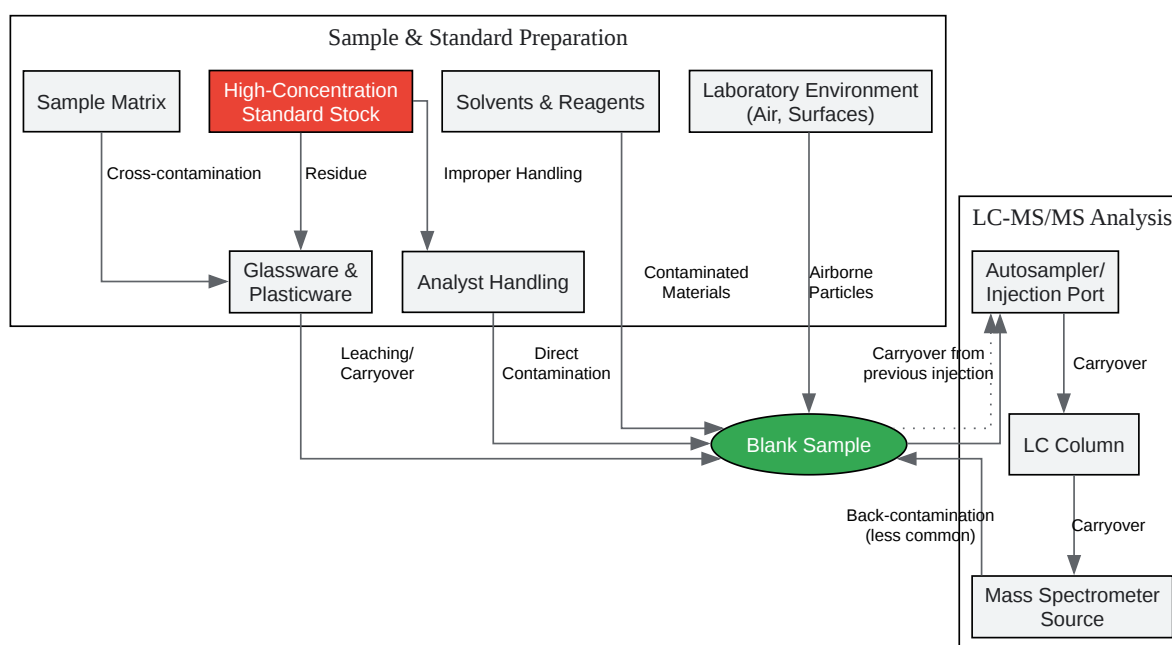 Sample & Standard Preparation
Sample Matrix
High-Concentration
Standard Stock
Solvents & Reagents
Laboratory Environment
(Air, Surfaces)
Cross-contamination
Residue
Improper Handling
LC-MS/MS Analysis
Glassware &
Plasticware
Analyst Handling
Contaminated
Materials
Airborne
Particles
Autosampler/
Injection Port
Leaching/
Carryover
Direct
Contamination
Carryover from
previous injection
Carryover
Blank Sample
LC Column
Back-contamination
(less common)
Carryover
Mass Spectrometer
Source